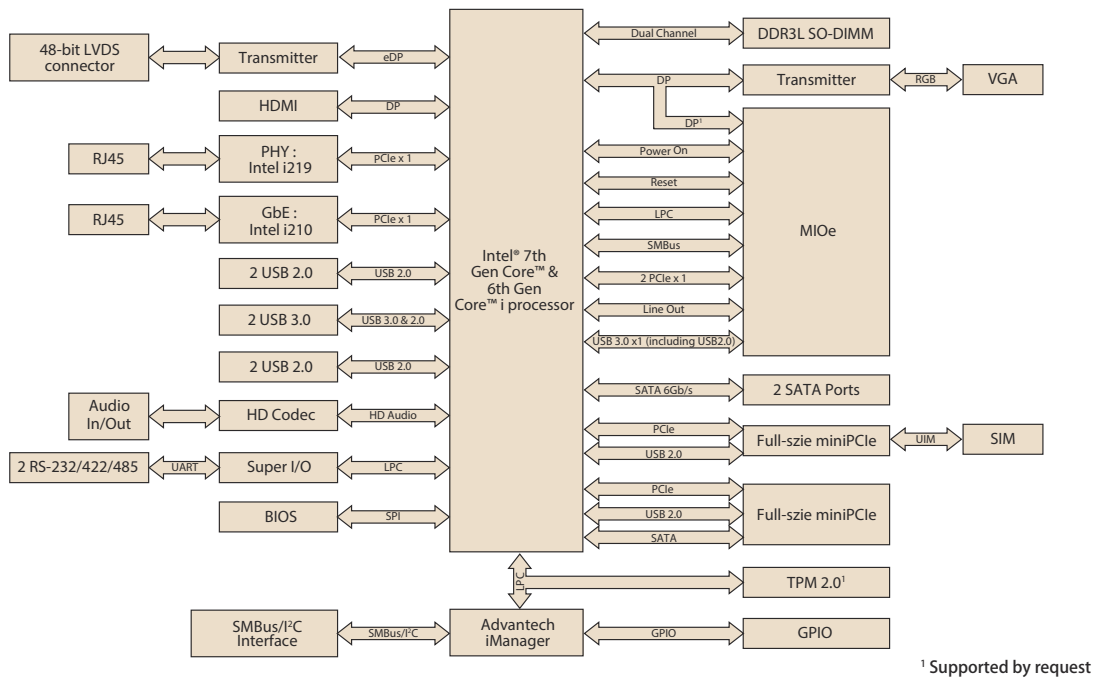 48-bit LVDS
connector
Transmitter
eDP
HDMI
DP
RJ45
PHY :
Intel i219
PCIe x 1
RJ45
GbE :
Intel i210
PCIe x 1
2 USB 2.0
USB 2.0
2 USB 3.0
USB 3.0 & 2.0
2 USB 2.0
USB 2.0
Audio
In/Out
HD Codec
HD Audio
2 RS-232/422/485
UART
Super I/O
LPC
BIOS
SPI
Intel® 7th
Gen Core™ &
6th Gen
Core™ i processor
Dual Channel
DDR3L SO-DIMM
DP
Transmitter
RGB
VGA
DP¹
Power On
Reset
LPC
SMBus
2 PCIe x 1
Line Out
USB 3.0 x1 (including USB2.0)
MIOe
SATA 6Gb/s
2 SATA Ports
PCIe
USB 2.0
Full-szie miniPCIe
UIM
SIM
PCIe
USB 2.0
SATA
Full-szie miniPCIe
LPC
TPM 2.0¹
SMBus/I²C
Interface
SMBus/I²C
Advantech
iManager
GPIO
GPIO
¹ Supported by request